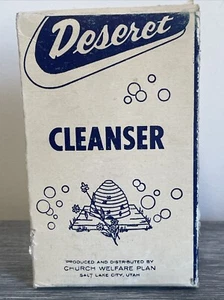 Deseret
CLEANSER
PRODUCED AND DISTRIBUTED BY
CHURCH WELFARE PLAN
SALT LAKE CITY, UTAH